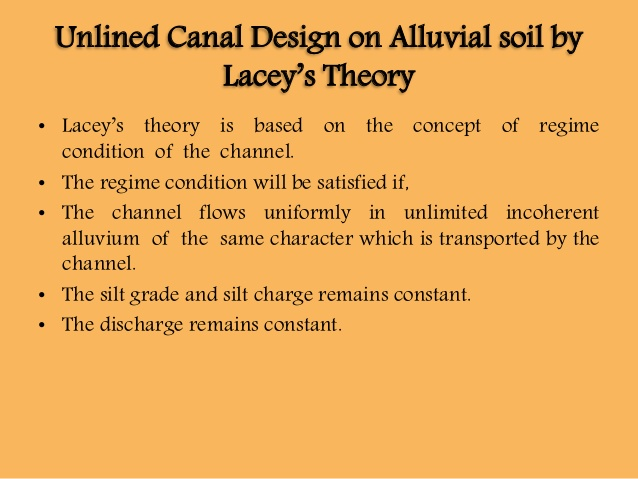 Unlined Canal Design on Alluvial soil by
Lacey's Theory
• Lacey's theory is based on the concept of regime
condition of the channel.
• The regime condition will be satisfied if,
• The channel flows uniformly in unlimited incoherent
alluvium of the same character which is transported by the
channel.
• The silt grade and silt charge remains constant.
• The discharge remains constant.